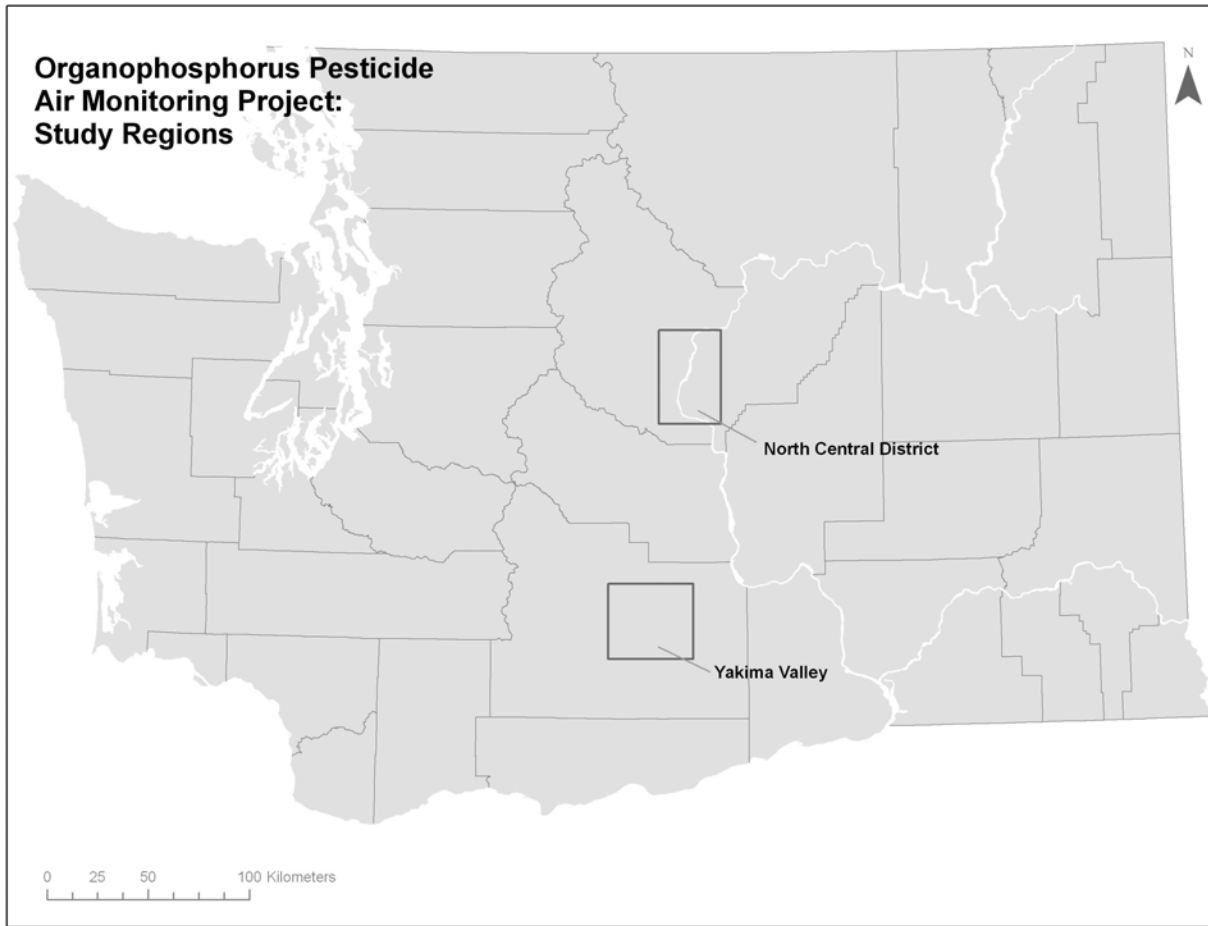 Organophosphorus Pesticide
Air Monitoring Project:
Study Regions
N
North Central District
Yakima Valley
0 25 50 100 Kilometers